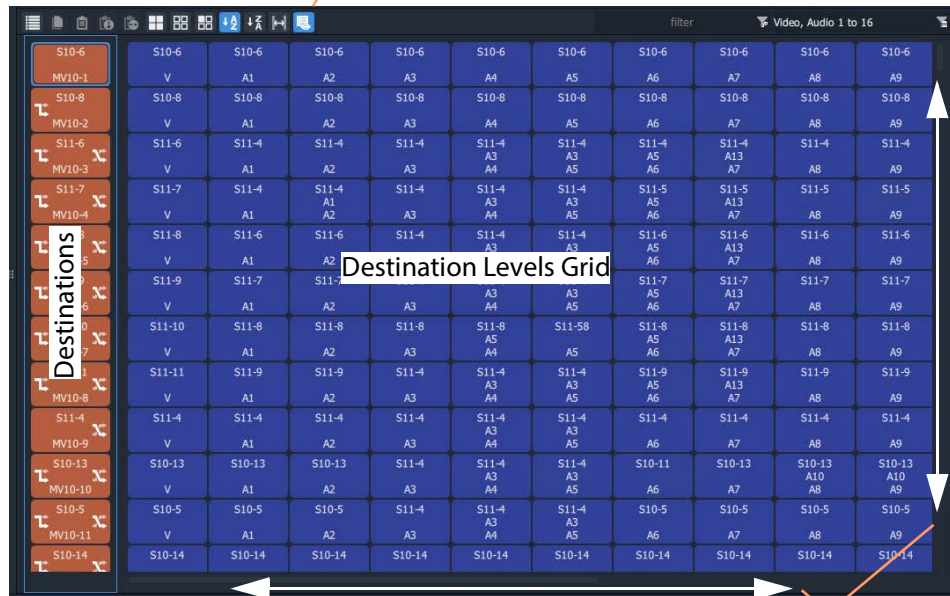 filter Video, Audio 1 to 16
S10-6 S10-6 S10-6 S10-6 S10-6 S10-6 S10-6 S10-6 S10-6 S10-6 S10-6
MV10-1 V A1 A2 A3 A4 A5 A6 A7 A8 A9
S10-8 S10-8 S10-8 S10-8 S10-8 S10-8 S10-8 S10-8 S10-8 S10-8 S10-8
MV10-2 V A1 A2 A3 A4 A5 A6 A7 A8 A9
S11-6 S11-6 S11-4 S11-4 S11-4 S11-4 S11-4 S11-4 S11-4 S11-4 S11-4
A3 A3 A5 A13
MV10-3 V A1 A2 A3 A4 A5 A6 A7 A8 A9
S11-7 S11-7 S11-4 S11-4 S11-4 S11-4 S11-4 S11-5 S11-5 S11-5 S11-5
A1 A3 A3 A5 A13
MV10-4 V A1 A2 A3 A4 A5 A6 A7 A8 A9
S11-8 S11-6 S11-6 S11-4 S11-4 S11-4 S11-6 S11-6 S11-6 S11-6
A3 A3 A5 A13
V A1 A2 A6 A7 A8 A9
Destinations
Destination Levels Grid
S11-9 S11-7 S11-7 S11-7 S11-7 S11-7
A3 A3 A5 A13
V A1 A2 A3 A4 A5 A6 A7 A8 A9
S11-10 S11-8 S11-8 S11-8 S11-8 S11-58 S11-8 S11-8 S11-8 S11-8
A5 A5 A13
V A1 A2 A3 A4 A5 A6 A7 A8 A9
S11-11 S11-9 S11-9 S11-4 S11-4 S11-4 S11-9 S11-9 S11-9 S11-9
A3 A3 A5 A13
MV10-8 V A1 A2 A3 A4 A5 A6 A7 A8 A9
S11-4 S11-4 S11-4 S11-4 S11-4 S11-4 S11-4 S11-4 S11-4 S11-4 S11-4
A3 A3
MV10-9 V A1 A2 A3 A4 A5 A6 A7 A8 A9
S10-13 S10-13 S10-13 S10-13 S11-4 S11-4 S11-4 S10-11 S10-13 S10-13 S10-13
A3 A3 A10 A10
MV10-10 V A1 A2 A3 A4 A5 A6 A7 A8 A9
S10-5 S10-5 S10-5 S10-5 S11-4 S11-4 S11-4 S10-5 S10-5 S10-5 S10-5
A3 A3
MV10-11 V A1 A2 A3 A4 A5 A6 A7 A8 A9
S10-14 S10-14 S10-14 S10-14 S10-14 S10-14 S10-14 S10-14 S10-14 S10-14 S10-14